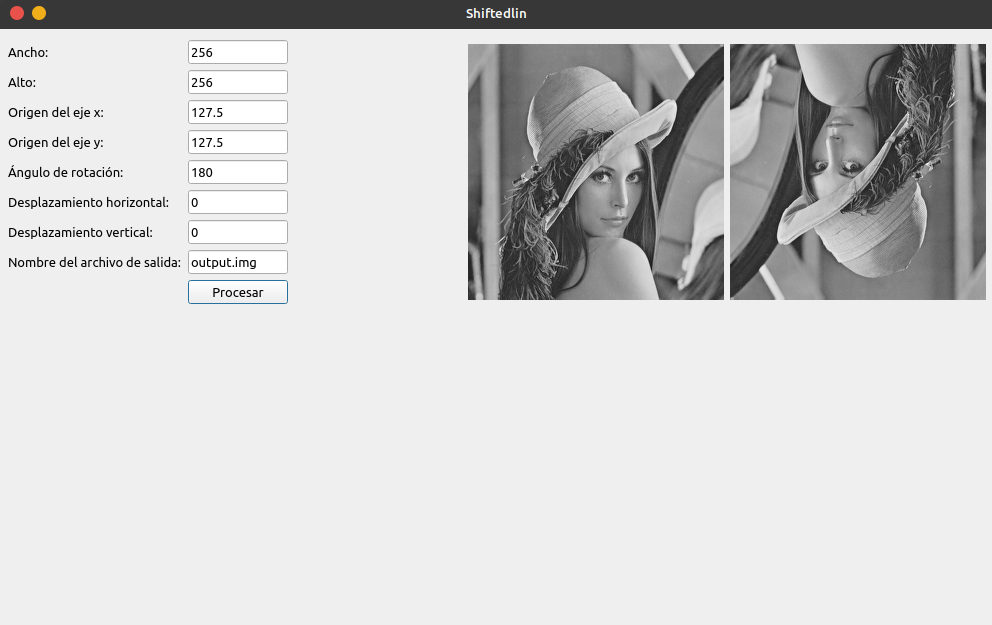 Shiftedlin
Ancho: 256
Alto: 256
Origen del eje x: 127.5
Origen del eje y: 127.5
Ángulo de rotación: 180
Desplazamiento horizontal: 0
Desplazamiento vertical: 0
Nombre del archivo de salida: output.img
Procesar